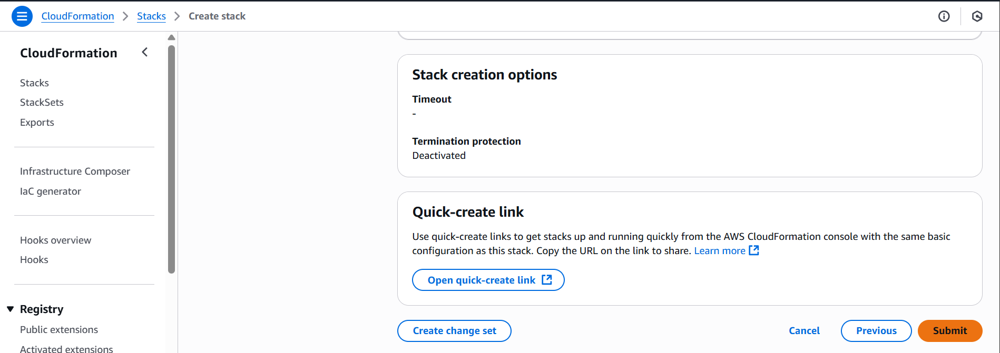 CloudFormation > Stacks > Create stack
CloudFormation
Stacks
StackSets
Exports
Infrastructure Composer
IaC generator
Hooks overview
Hooks
Registry
Public extensions
Activated extensions
Stack creation options
Timeout
-
Termination protection
Deactivated
Quick-create link
Use quick-create links to get stacks up and running quickly from the AWS CloudFormation console with the same basic
configuration as this stack. Copy the URL on the link to share. Learn more
Open quick-create link
Create change set
Cancel
Previous
Submit